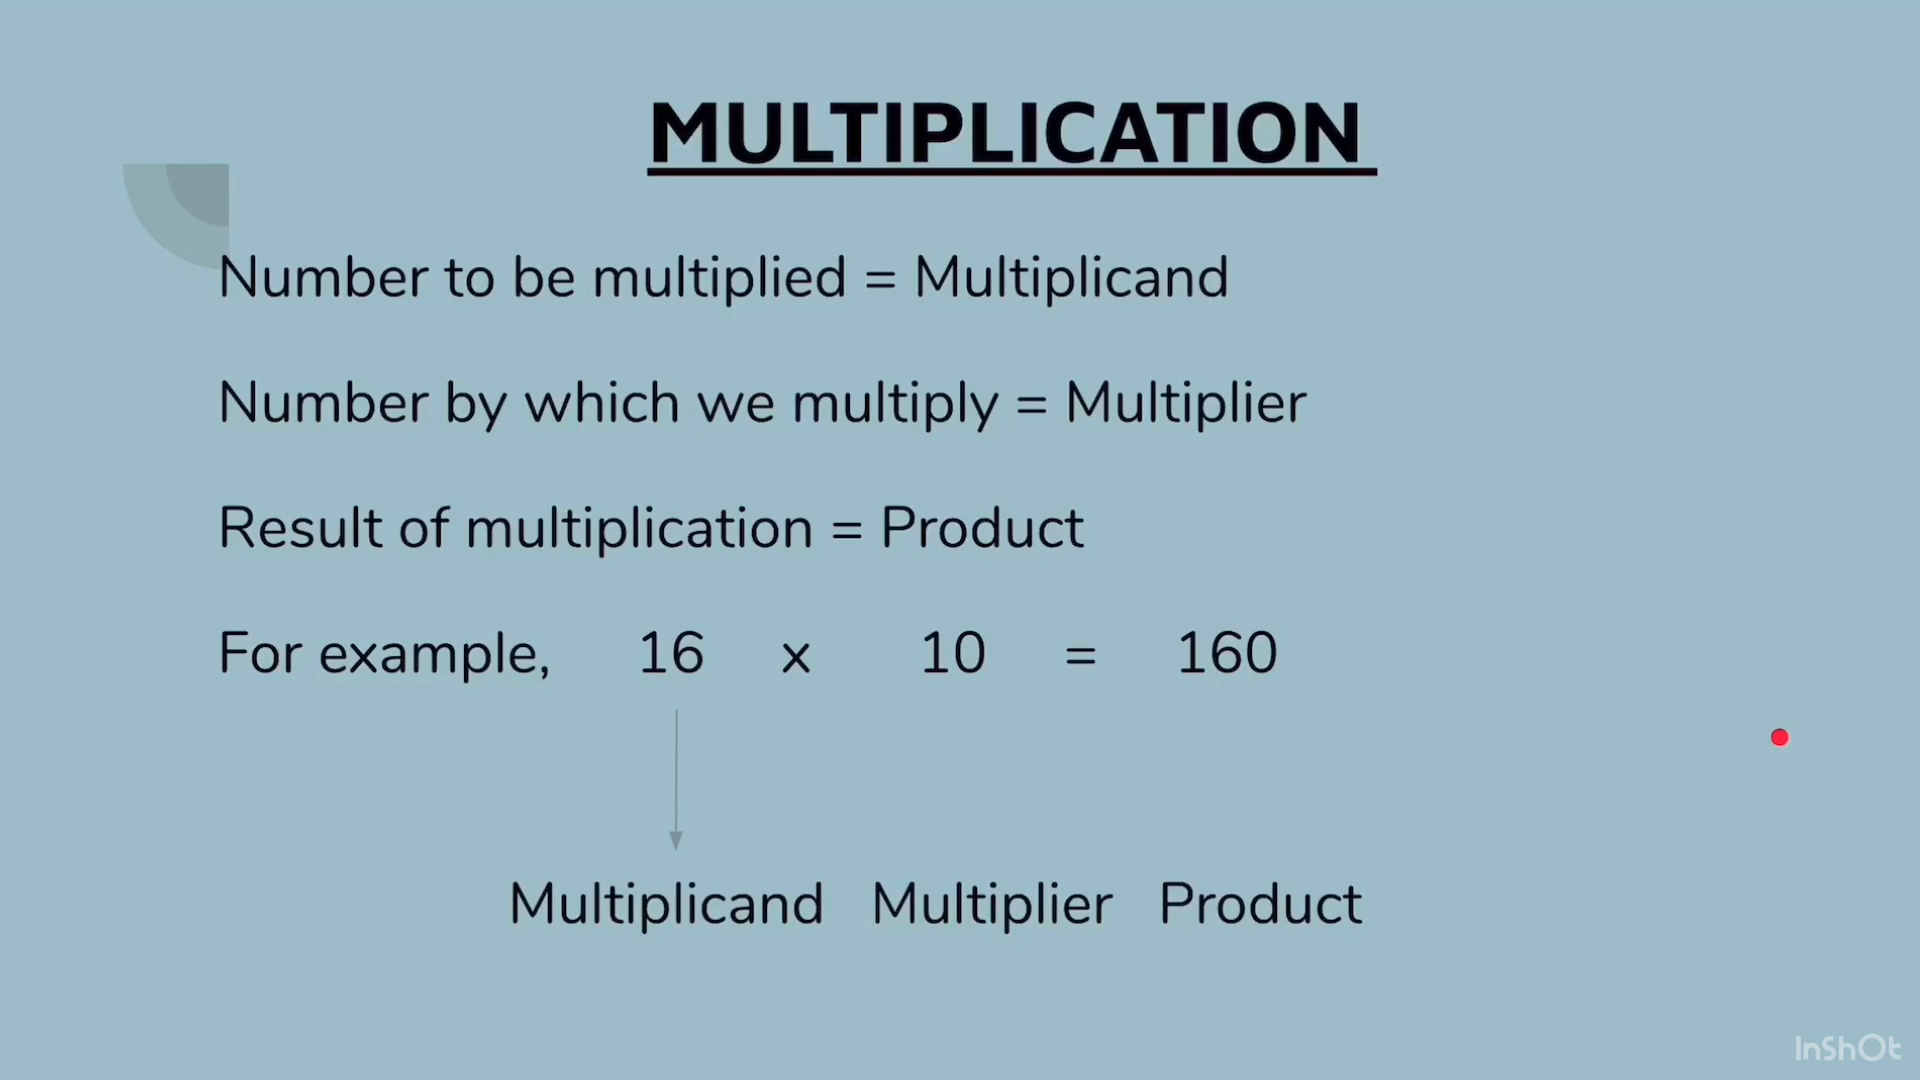 MULTIPLICATION
Number to be multiplied = Multiplicand
Number by which we multiply = Multiplier
Result of multiplication = Product
For example, 16 x 10 = 160
Multiplicand Multiplier Product
InShOt